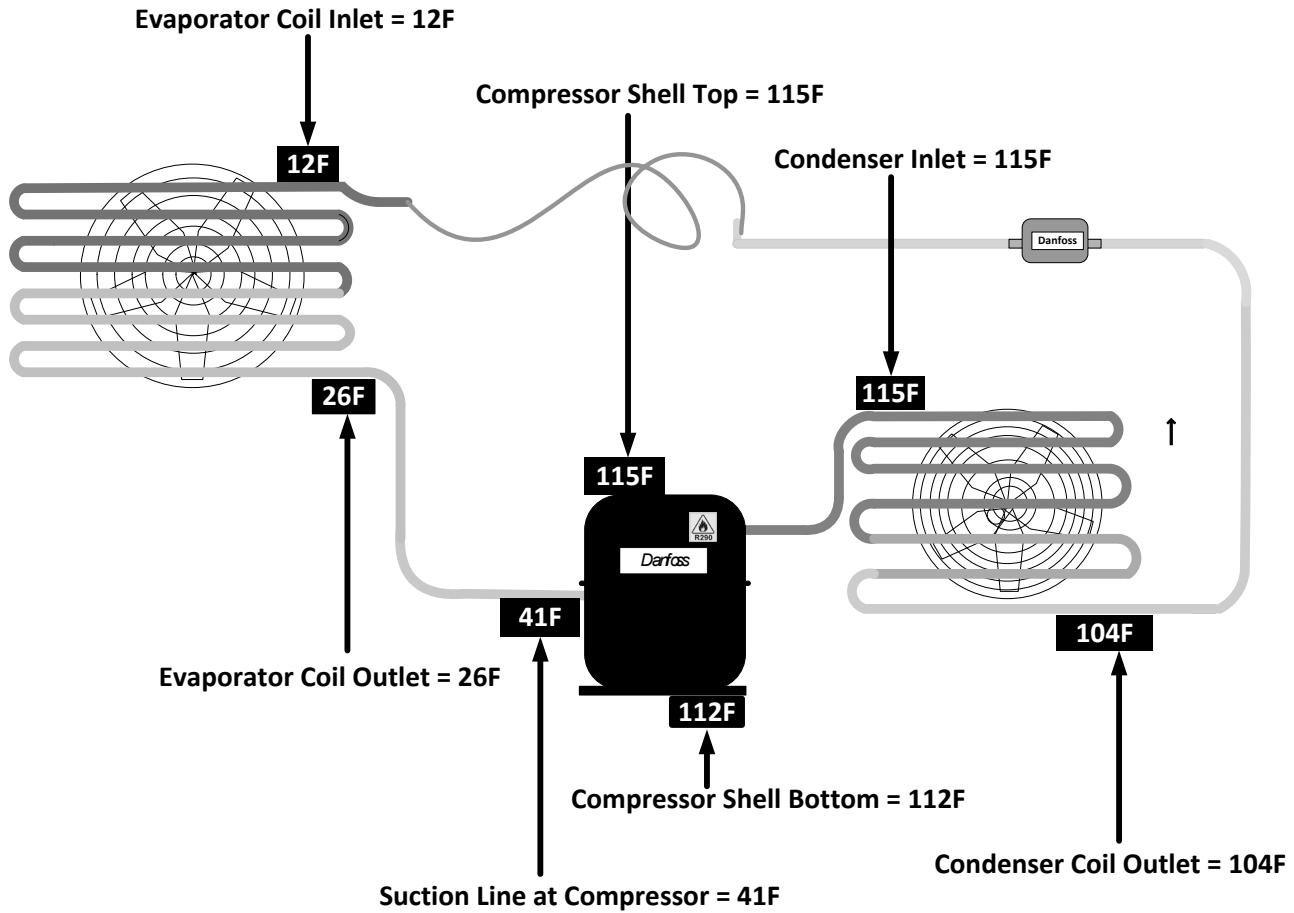 Evaporator Coil Inlet = 12F
Compressor Shell Top = 115F
Condenser Inlet = 115F
12F
Danfoss
26F
115F
115F
R290
Danfoss
41F
104F
Evaporator Coil Outlet = 26F
112F
Compressor Shell Bottom = 112F
Condenser Coil Outlet = 104F
Suction Line at Compressor = 41F